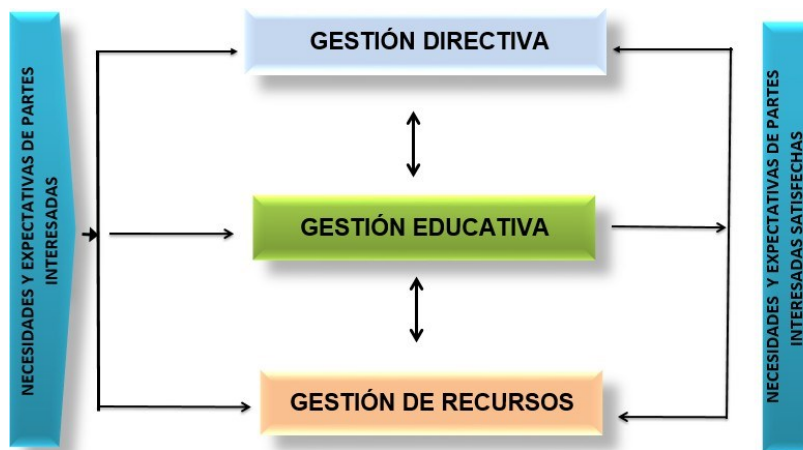 NECESIDADES Y EXPECTATIVAS DE PARTES
INTERESADAS
GESTIÓN DIRECTIVA
GESTIÓN EDUCATIVA
GESTIÓN DE RECURSOS
NECESIDADES Y EXPECTATIVAS DE PARTES
INTERESADAS SATISFECHAS